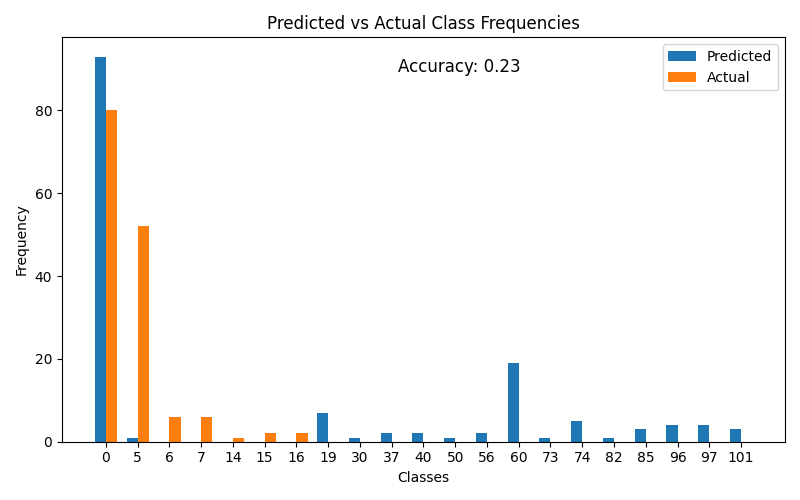 Predicted vs Actual Class Frequencies
Accuracy: 0.23
Predicted
Actual
Frequency
80
60
40
20
0
0 5 6 7 14 15 16 19 30 37 40 50 56 60 73 74 82 85 96 97 101
Classes